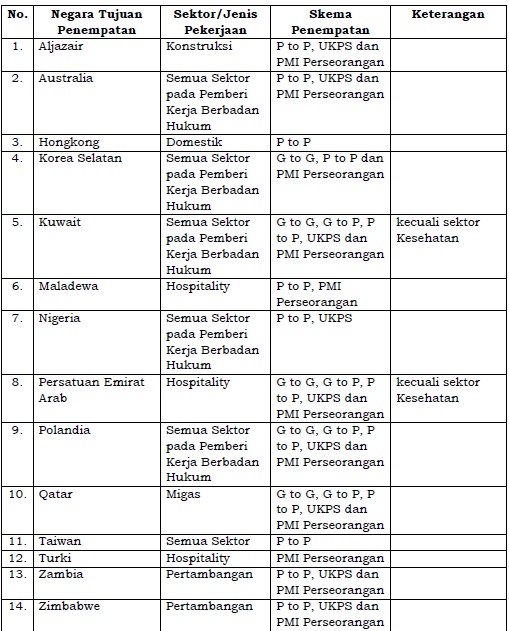 No. Negara Tujuan Penempatan Sektor/Jenis Pekerjaan Skema Penempatan Keterangan
1. Aljazair Konstruksi P to P, UKPS dan
PMI Perseorangan
2. Australia Semua Sektor P to P, UKPS dan
pada Pemberi PMI Perseorangan
Kerja Berbadan
Hukum
3. Hongkong Domestik P to P
4. Korea Selatan Semua Sektor G to G, P to P dan
pada Pemberi PMI Perseorangan
Kerja Berbadan
Hukum
5. Kuwait Semua Sektor G to G, G to P, P kecuali sektor
pada Pemberi to P, UKPS dan Kesehatan
Kerja Berbadan PMI Perseorangan
Hukum
6. Maladewa Hospitality P to P, PMI
Perseorangan
7. Nigeria Semua Sektor P to P, UKPS
pada Pemberi
Kerja Berbadan
Hukum
8. Persatuan Emirat Hospitality G to G, G to P, P kecuali sektor
Arab to P, UKPS dan Kesehatan
PMI Perseorangan
9. Polandia Semua Sektor G to G, G to P, P
pada Pemberi to P, UKPS dan
Kerja Berbadan PMI Perseorangan
Hukum
10. Qatar Migas G to G, G to P, P
to P, UKPS dan
PMI Perseorangan
11. Taiwan Semua Sektor P to P
12. Turki Hospitality PMI Perseorangan
13. Zambia Pertambangan P to P, UKPS dan
PMI Perseorangan
14. Zimbabwe Pertambangan P to P, UKPS dan
PMI Perseorangan